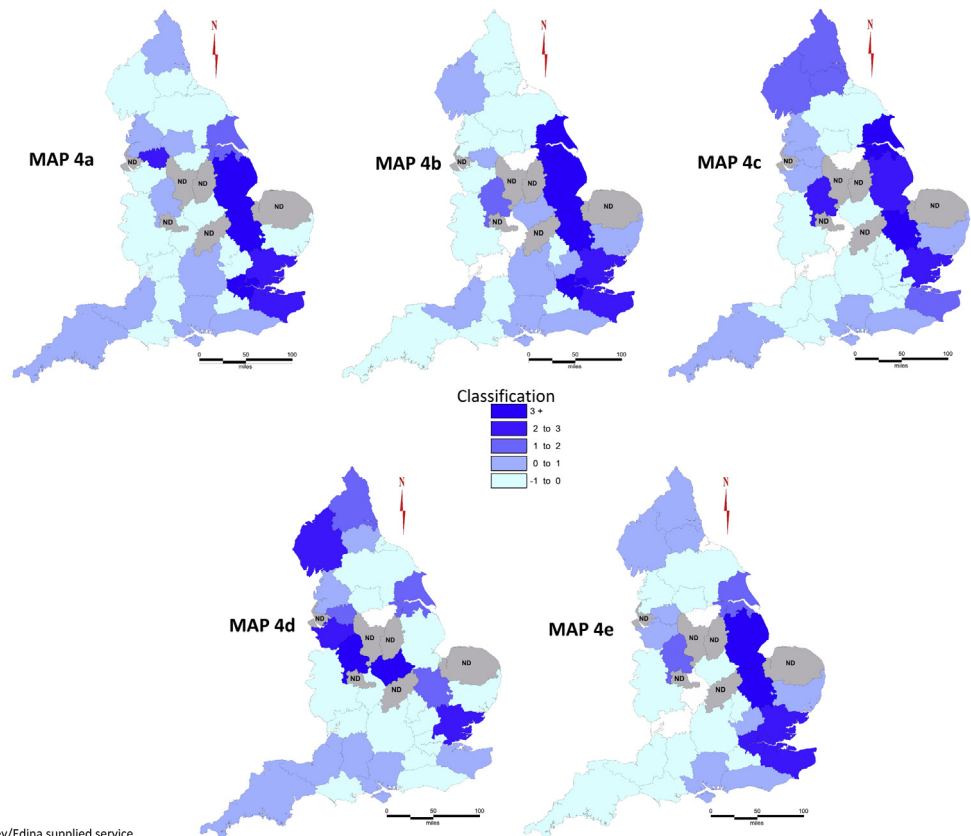 N
N
N
MAP 4a
ND
ND
ND
ND
ND
ND
0 50 100
miles
MAP 4b
ND
ND
ND
ND
ND
ND
0 50 100
miles
MAP 4c
ND
ND
ND
ND
ND
ND
0 50 100
miles
Classification
3 +
2 to 3
1 to 2
0 to 1
-1 to 0
N
N
MAP 4d
ND
ND
ND
ND
ND
ND
0 50 100
miles
MAP 4e
ND
ND
ND
ND
ND
ND
0 50 100
miles
ey/Edina supplied service